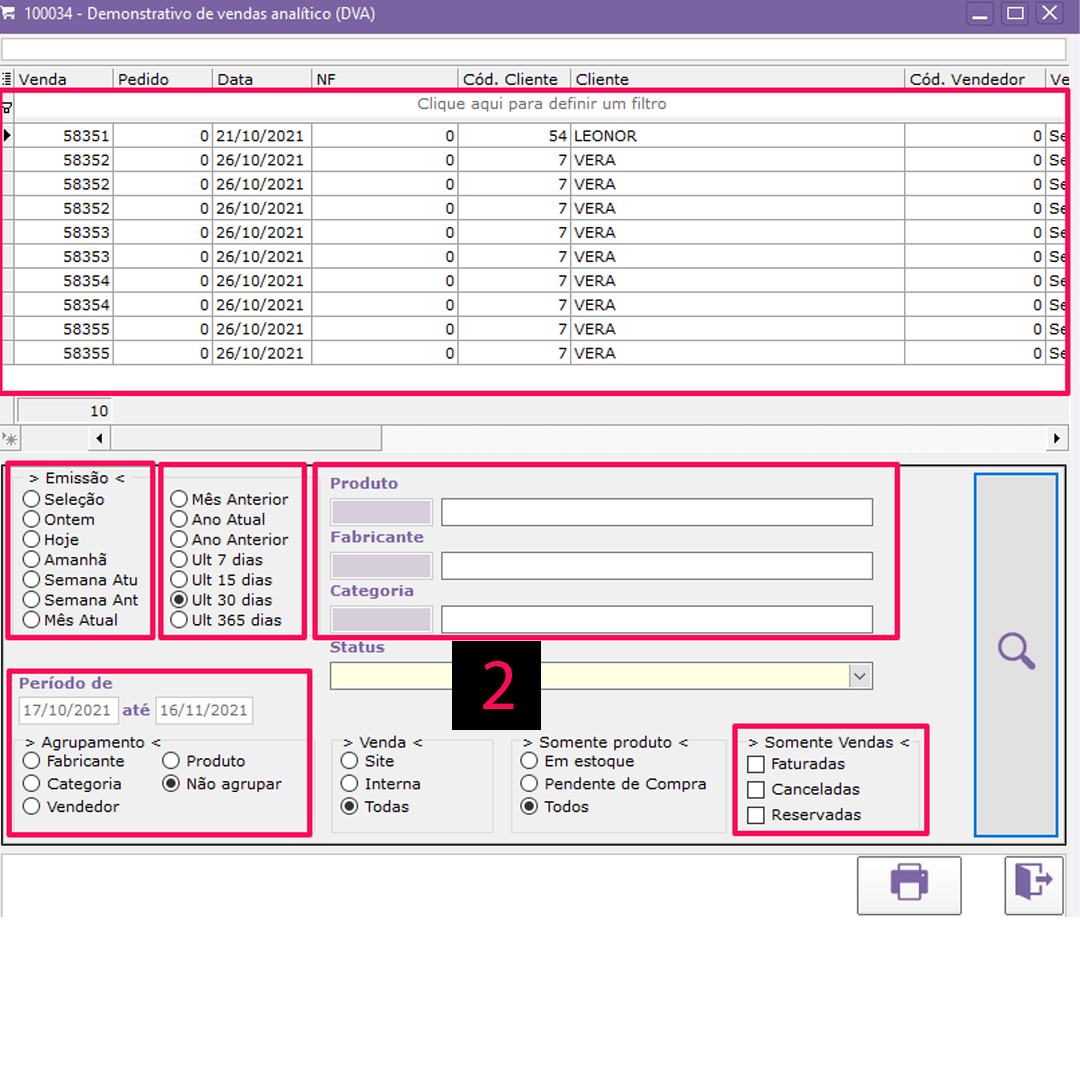 100034 - Demonstrativo de vendas analítico (DVA)
Venda Pedido Data NF Cód. Cliente Cliente Cód. Vendedor Ve
Clique aqui para definir um filtro
58351 0 21/10/2021 0 54 LEONOR 0 Se
58352 0 26/10/2021 0 7 VERA 0 Se
58352 0 26/10/2021 0 7 VERA 0 Se
58352 0 26/10/2021 0 7 VERA 0 Se
58353 0 26/10/2021 0 7 VERA 0 Se
58353 0 26/10/2021 0 7 VERA 0 Se
58354 0 26/10/2021 0 7 VERA 0 Se
58354 0 26/10/2021 0 7 VERA 0 Se
58355 0 26/10/2021 0 7 VERA 0 Se
58355 0 26/10/2021 0 7 VERA 0 Se
10
> Emissão <
Seleção
Ontem
Hoje
Amanhã
Semana Atu
Semana Ant
Mês Atual
Mês Anterior
Ano Atual
Ano Anterior
Ult 7 dias
Ult 15 dias
Ult 30 dias
Ult 365 dias
Produto
Fabricante
Categoria
Status
2
Período de
17/10/2021 até 16/11/2021
> Agrupamento <
Fabricante Produto
Categoria Não agrupar
Vendedor
> Venda <
Site
Interna
Todas
> Somente produto <
Em estoque
Pendente de Compra
Todos
> Somente Vendas <
Faturadas
Canceladas
Reservadas